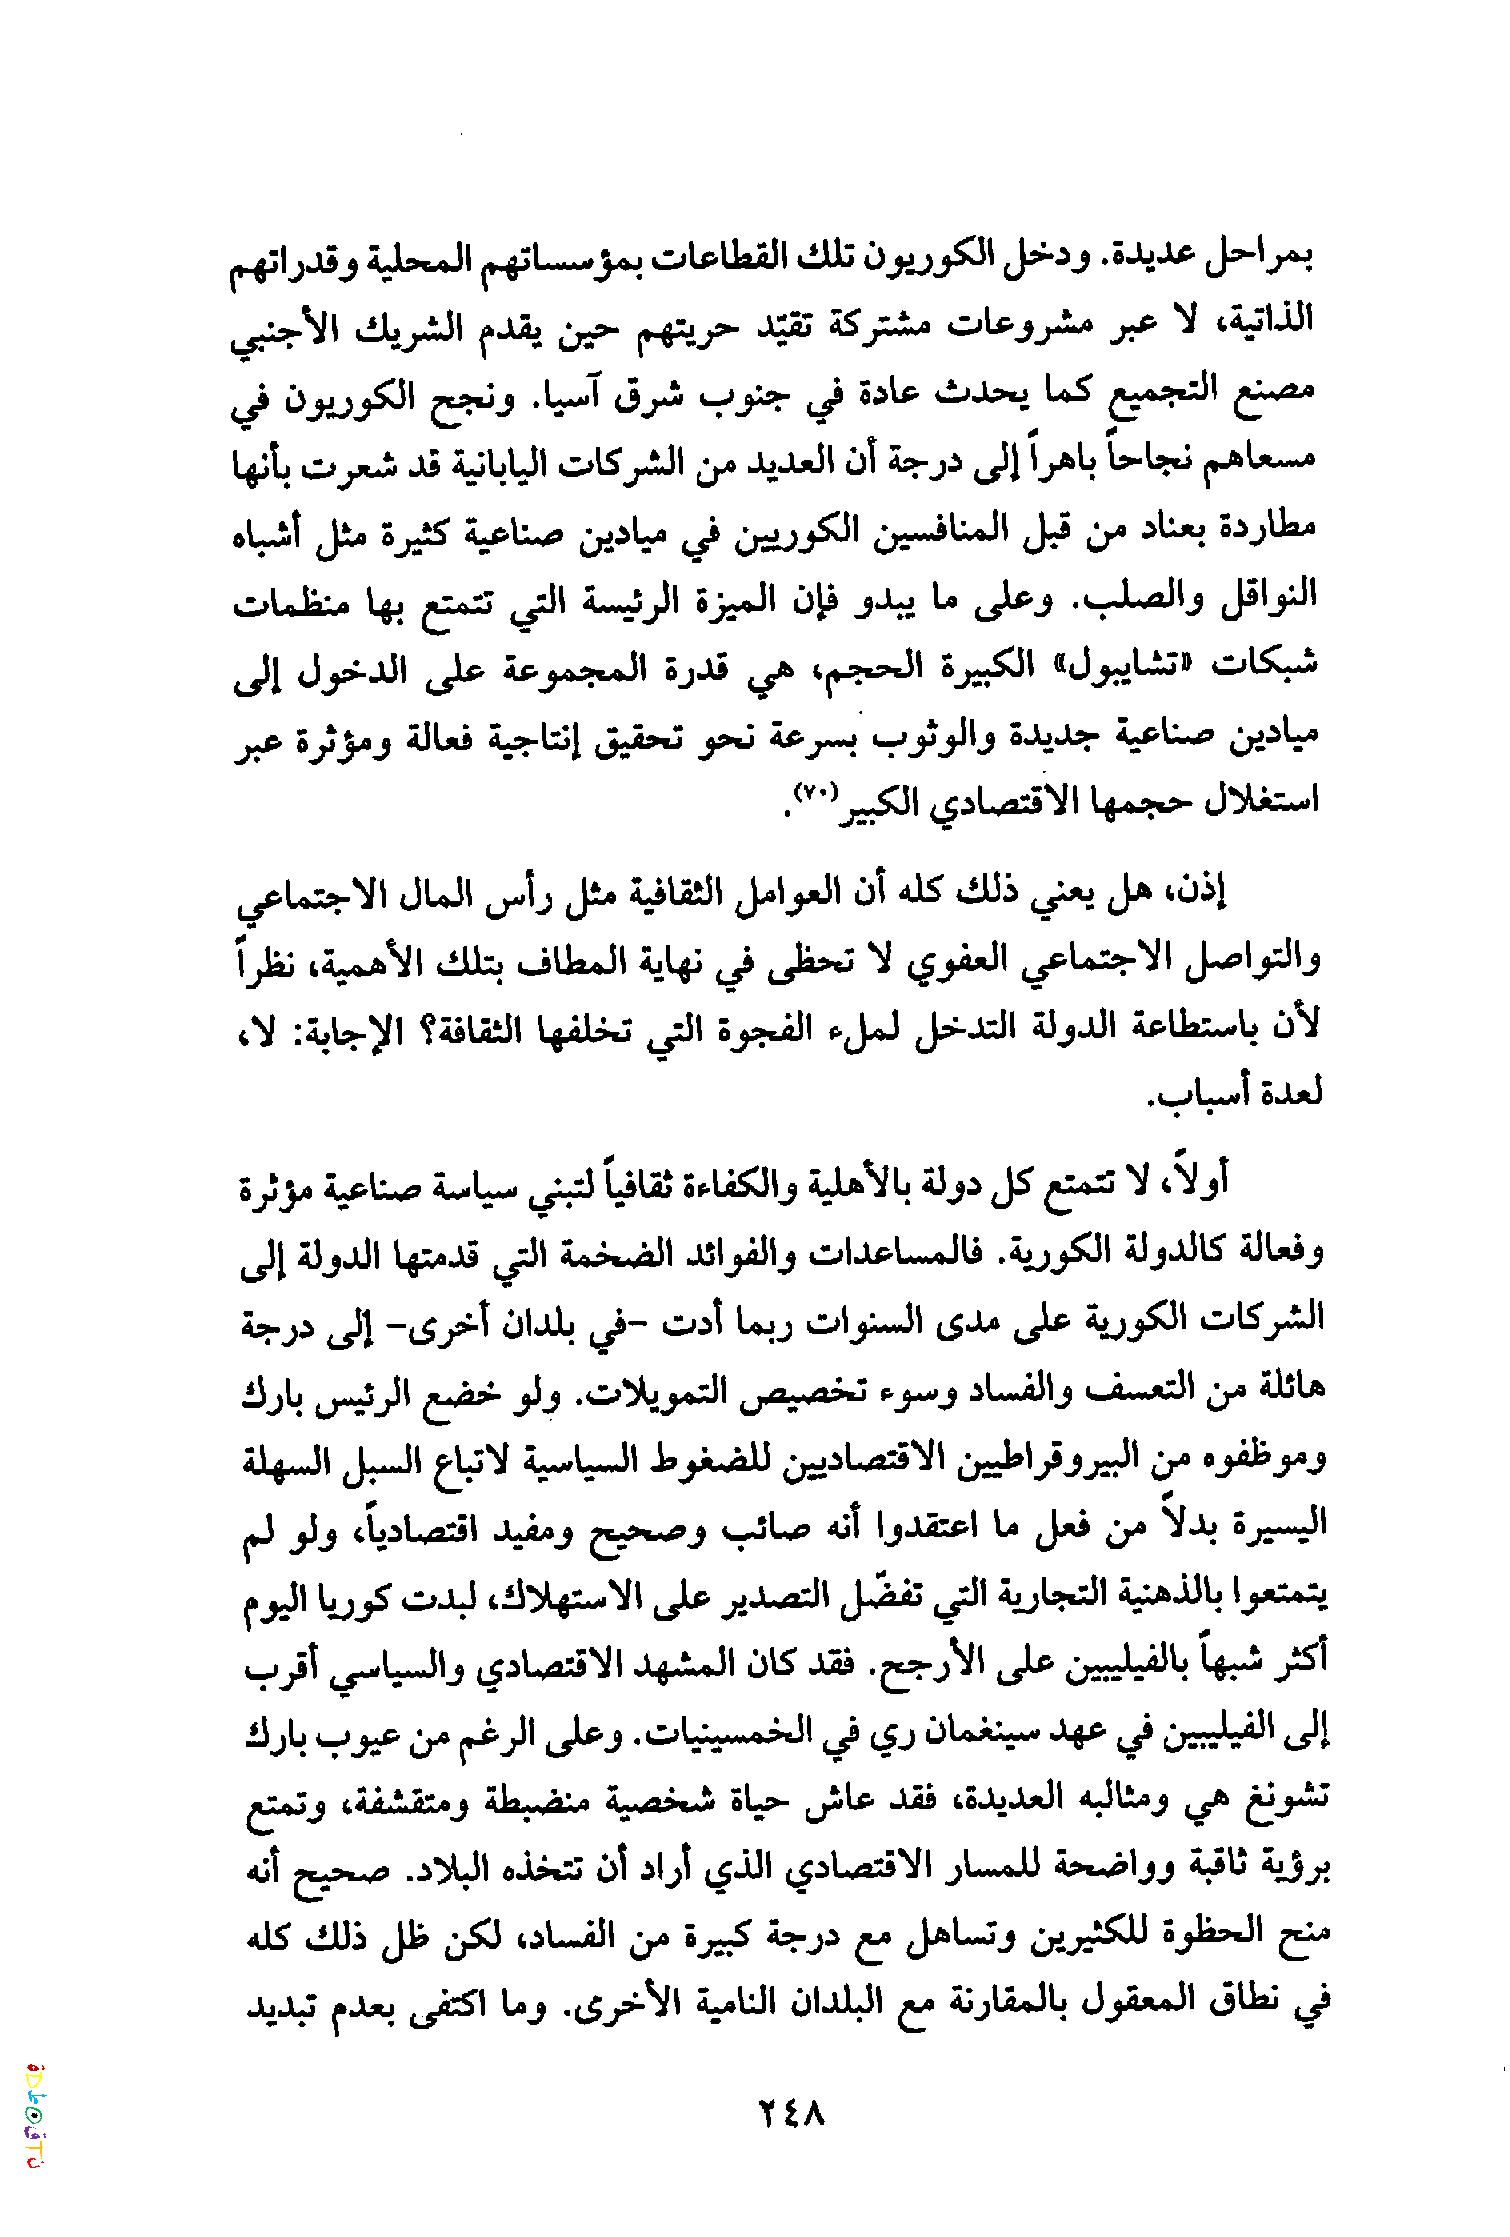 بمراحل عديدة. ودخل الكوريون تلك القطاعات بمؤسساتهم المحلية وقدراتهم
الذاتية، لا عبر مشروعات مشتركة تقيّد حريتهم حين يقدم الشريك الأجنبي
مصنع التجميع كما يحدث عادة في جنوب شرق آسيا. ونجح الكوريون في
مسعاهم نجاحاً باهراً إلى درجة أن العديد من الشركات اليابانية قد شعرت بأنها
مطاردة بعناد من قبل المنافسين الكوريين في ميادين صناعية كثيرة مثل أشباه
النواقل والصلب. وعلى ما يبدو فإن الميزة الرئيسة التي تتمتع بها منظمات
شبكات «تشايبول» الكبيرة الحجم، هي قدرة المجموعة على الدخول إلى
ميادين صناعية جديدة والوثوب بسرعة نحو تحقيق إنتاجية فعالة ومؤثرة عبر
استغلال حجمها الاقتصادي الكبير(٧٠).
إذن، هل يعني ذلك كله أن العوامل الثقافية مثل رأس المال الاجتماعي
والتواصل الاجتماعي العفوي لا تحظى في نهاية المطاف بتلك الأهمية، نظراً
لأن باستطاعة الدولة التدخل لملء الفجوة التي تخلفها الثقافة؟ الإجابة: لا،
لعدة أسباب.
أولاً، لا تتمتع كل دولة بالأهلية والكفاءة ثقافياً لتبني سياسة صناعية مؤثرة
وفعالة كالدولة الكورية. فالمساعدات والفوائد الضخمة التي قدمتها الدولة إلى
الشركات الكورية على مدى السنوات ربما أدت -في بلدان أخرى- إلى درجة
هائلة من التعسف والفساد وسوء تخصيص التمويلات. ولو خضع الرئيس بارك
وموظفوه من البيروقراطيين الاقتصاديين للضغوط السياسية لاتباع السبل السهلة
اليسيرة بدلاً من فعل ما اعتقدوا أنه صائب وصحيح ومفيد اقتصادياً، ولو لم
يتمتعوا بالذهنية التجارية التي تفضّل التصدير على الاستهلاك، لبدت كوريا اليوم
أكثر شبهاً بالفيليبين على الأرجح. فقد كان المشهد الاقتصادي والسياسي أقرب
إلى الفيليبين في عهد سينغمان ري في الخمسينيات. وعلى الرغم من عيوب بارك
تشونغ هي ومثالبه العديدة، فقد عاش حياة شخصية منضبطة ومتقشفة، وتمتع
برؤية ثاقبة وواضحة للمسار الاقتصادي الذي أراد أن تتخذه البلاد. صحيح أنه
منح الحظوة للكثيرين وتساهل مع درجة كبيرة من الفساد، لكن ظل ذلك كله
في نطاق المعقول بالمقارنة مع البلدان النامية الأخرى. وما اكتفى بعدم تبديد
٢٤٨